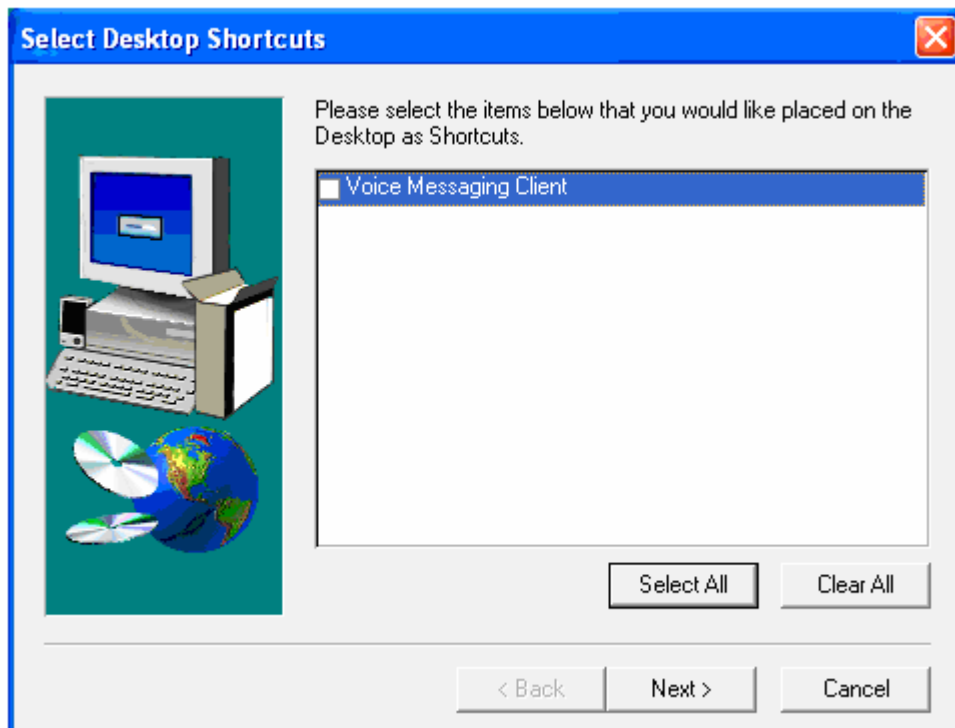 Select Desktop Shortcuts
Please select the items below that you would like placed on the
Desktop as Shortcuts.
Voice Messaging Client
Select All Clear All
< Back Next > Cancel